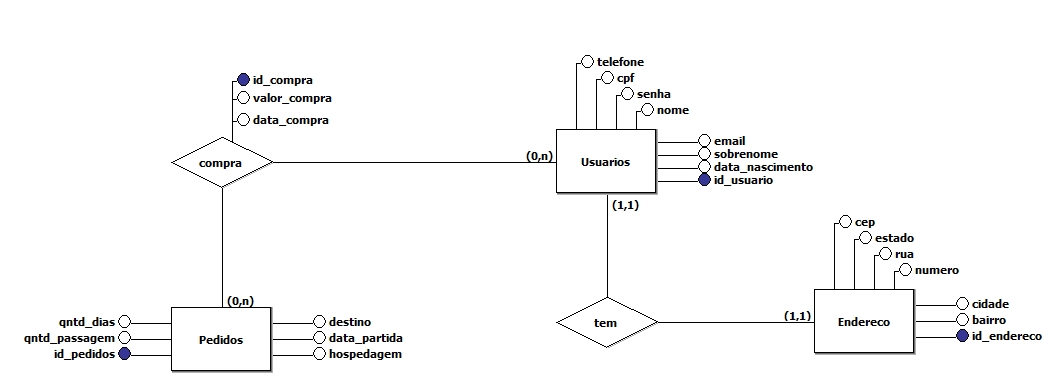 telefone
cpf
senha
nome
id_compra
valor_compra
data_compra
compra
(0,n)
Usuarios
email
sobrenome
data_nascimento
id_usuario
(1,1)
cep
estado
rua
numero
(0,n)
qntd_dias
qntd_passagem
id_pedidos
Pedidos
destino
data_partida
hospedagem
tem
(1,1)
Endereco
cidade
bairro
id_endereco